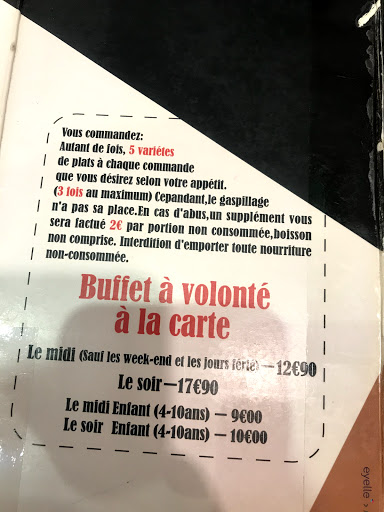 Vous commandez:
Autant de fois, 5 variétes
de plats à chaque commande
que vous désirez selon votre appétit.
(3 fois au maximum) Cepandant,le gaspillage
n'a pas sa place.En cas d'abus,un supplément vous
sera factué 2€ par portion non consommée,boisson
non comprise. Interdition d'emporter toute nourriture
non-consommée.
Buffet à volonté
à la carte
Le midi (Sauf les week-end et les jours férié) — 12€90
Le soir — 17€90
Le midi Enfant (4-10ans) — 9€00
Le soir Enfant (4-10ans) — 10€00